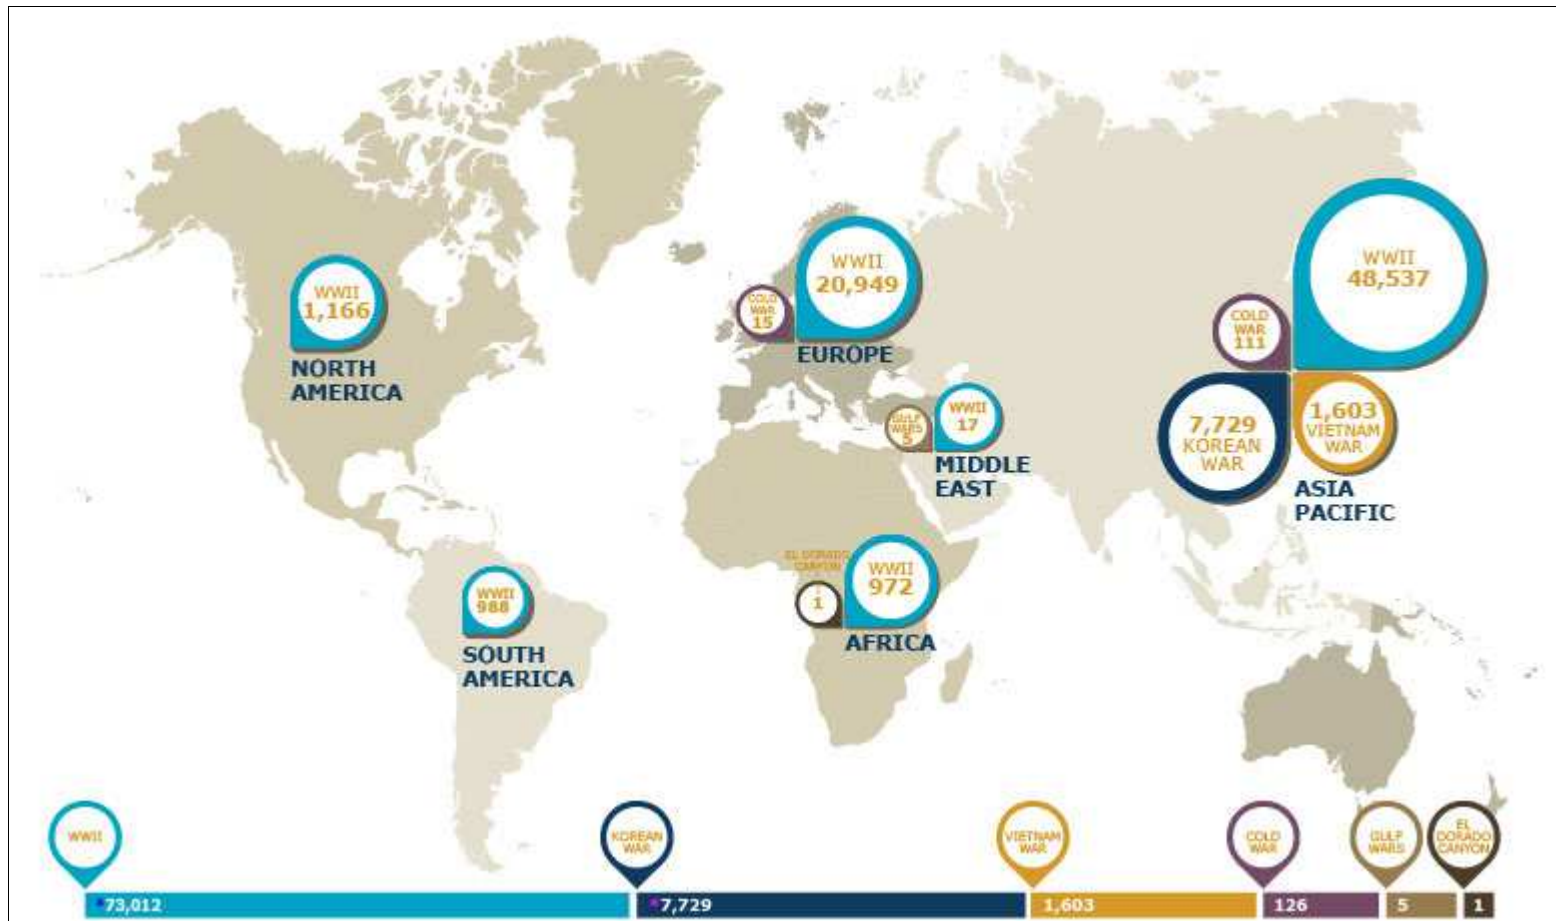 WWII
1,166
NORTH
AMERICA
WWII
988
SOUTH
AMERICA
COLD
WAR
15
WWII
20,949
EUROPE
GULF
WARS
5
WWII
17
MIDDLE
EAST
EL DORADO
CANYON
1
WWII
972
AFRICA
WWII
48,537
COLD
WAR
111
7,729
KOREAN
WAR
1,603
VIETNAM
WAR
ASIA
PACIFIC
WWII
KOREAN
WAR
VIETNAM
WAR
COLD
WAR
GULF
WARS
EL
DORADO
CANYON
*73,012
*7,729
1,603
126
5
1